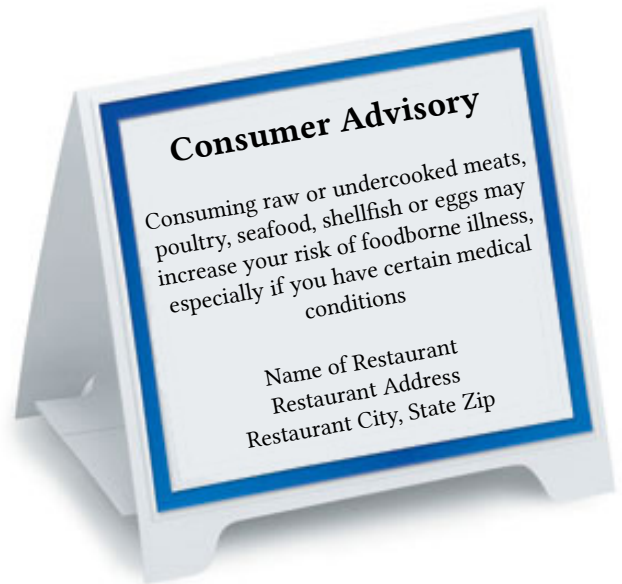 Consumer Advisory
Consuming raw or undercooked meats,
poultry, seafood, shellfish or eggs may
increase your risk of foodborne illness,
especially if you have certain medical
conditions
Name of Restaurant
Restaurant Address
Restaurant City, State Zip